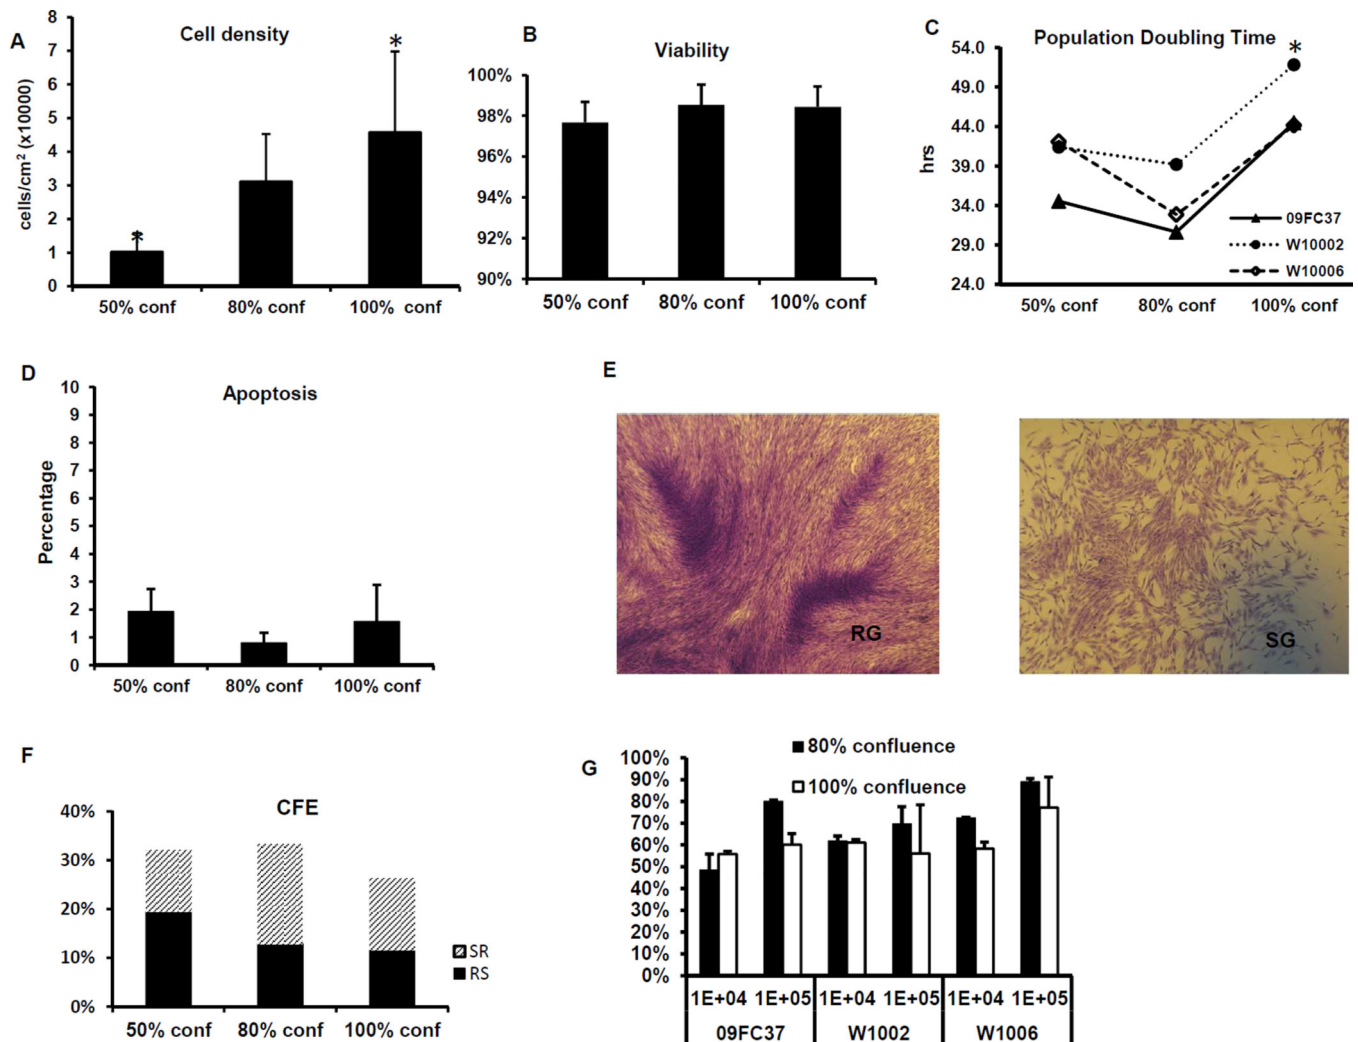 A
Cell density
cells/cm² (x10000)
8
7
6
5
4
3
2
1
0
*
*
50% conf 80% conf 100% conf
B
Viability
100%
98%
96%
94%
92%
90%
50% conf 80% conf 100% conf
C
Population Doubling Time
hrs
54.0
49.0
44.0
39.0
34.0
29.0
24.0
*
09FC37
W10002
W10006
50% conf 80% conf 100% conf
D
Apoptosis
Percentage
10
9
8
7
6
5
4
3
2
1
0
50% conf 80% conf 100% conf
E
RG
SG
F
CFE
40%
30%
20%
10%
0%
SR
RS
50% conf 80% conf 100% conf
G
80% confluence
100% confluence
100%
90%
80%
70%
60%
50%
40%
30%
20%
10%
0%
1E+04 1E+05 1E+04 1E+05 1E+04 1E+05
09FC37 W1002 W1006